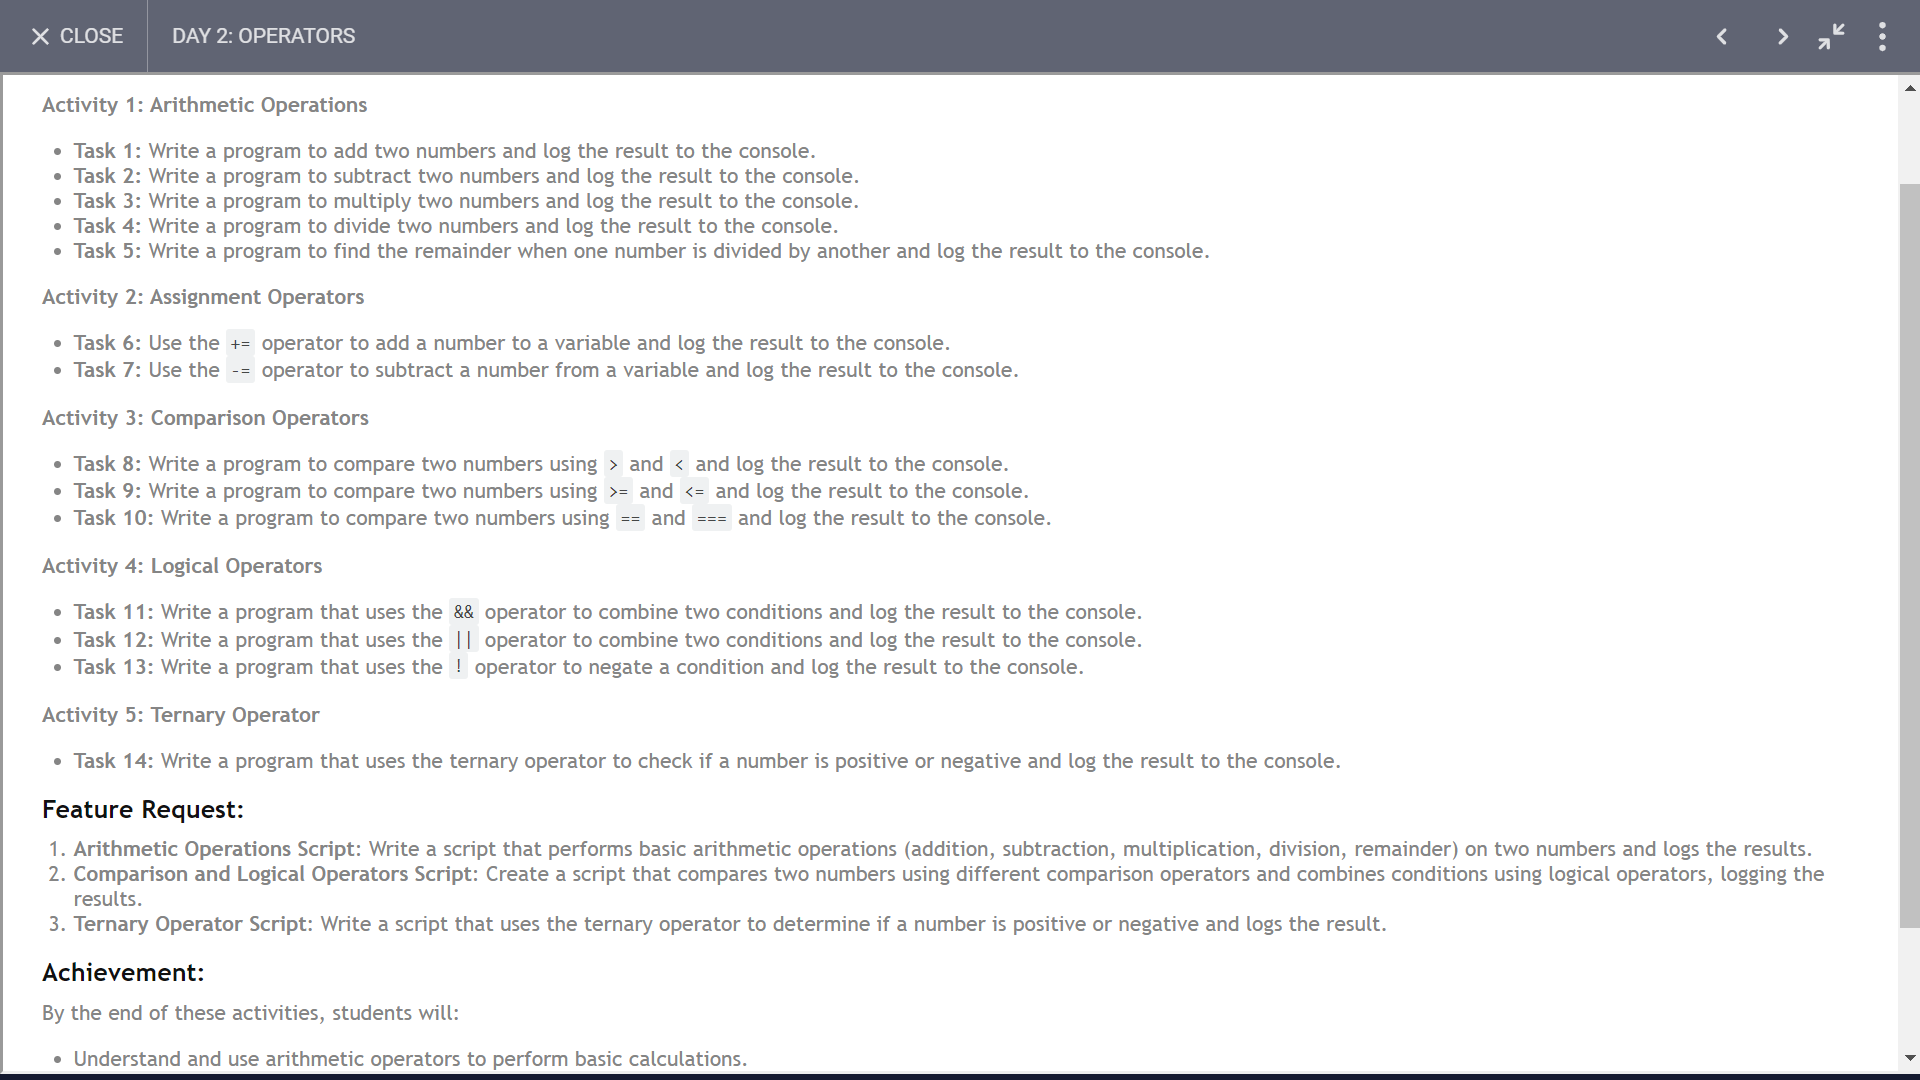 CLOSE
DAY 2: OPERATORS
Activity 1: Arithmetic Operations
• Task 1: Write a program to add two numbers and log the result to the console.
• Task 2: Write a program to subtract two numbers and log the result to the console.
• Task 3: Write a program to multiply two numbers and log the result to the console.
• Task 4: Write a program to divide two numbers and log the result to the console.
• Task 5: Write a program to find the remainder when one number is divided by another and log the result to the console.
Activity 2: Assignment Operators
• Task 6: Use the += operator to add a number to a variable and log the result to the console.
• Task 7: Use the -= operator to subtract a number from a variable and log the result to the console.
Activity 3: Comparison Operators
• Task 8: Write a program to compare two numbers using > and < and log the result to the console.
• Task 9: Write a program to compare two numbers using >= and <= and log the result to the console.
• Task 10: Write a program to compare two numbers using == and === and log the result to the console.
Activity 4: Logical Operators
• Task 11: Write a program that uses the && operator to combine two conditions and log the result to the console.
• Task 12: Write a program that uses the || operator to combine two conditions and log the result to the console.
• Task 13: Write a program that uses the ! operator to negate a condition and log the result to the console.
Activity 5: Ternary Operator
• Task 14: Write a program that uses the ternary operator to check if a number is positive or negative and log the result to the console.
Feature Request:
1. Arithmetic Operations Script: Write a script that performs basic arithmetic operations (addition, subtraction, multiplication, division, remainder) on two numbers and logs the results.
2. Comparison and Logical Operators Script: Create a script that compares two numbers using different comparison operators and combines conditions using logical operators, logging the
results.
3. Ternary Operator Script: Write a script that uses the ternary operator to determine if a number is positive or negative and logs the result.
Achievement:
By the end of these activities, students will:
• Understand and use arithmetic operators to perform basic calculations.